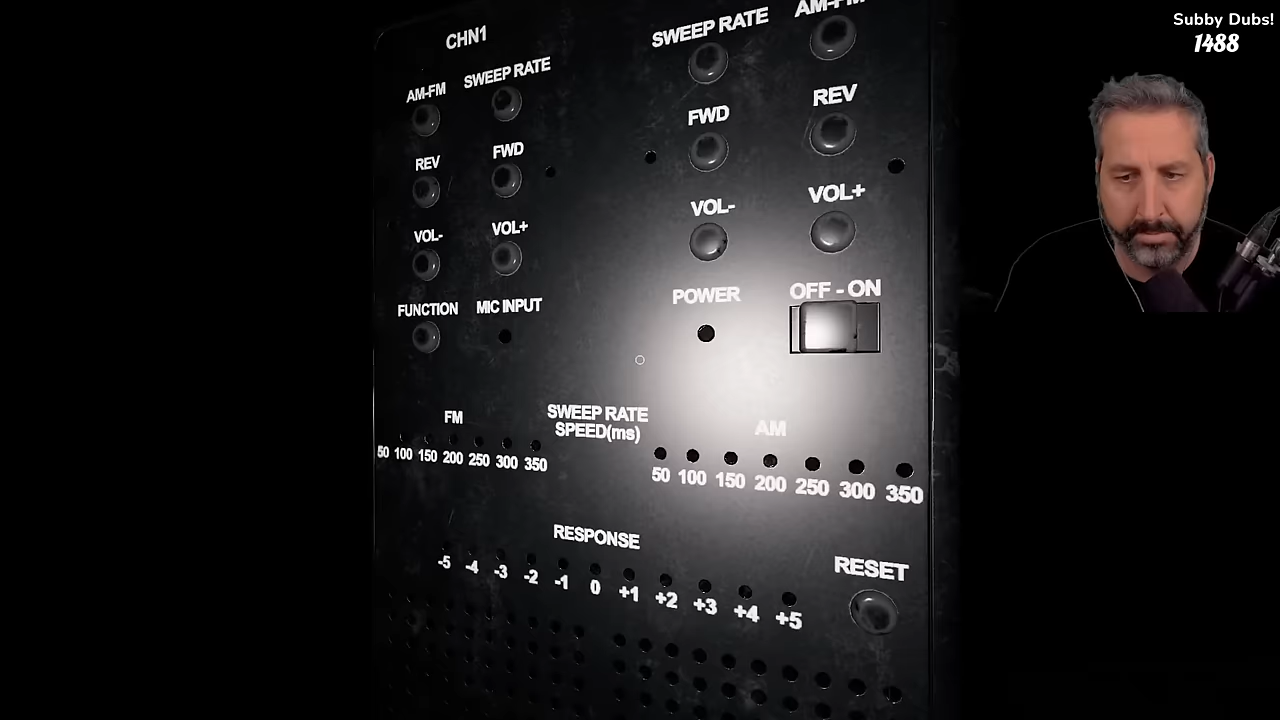 Subby Dubs!
1488
CHN1
AM-FM SWEEP RATE
REV FWD
VOL- VOL+
FUNCTION MIC INPUT
SWEEP RATE AM-FM
FWD REV
VOL- VOL+
POWER OFF - ON
FM
50 100 150 200 250 300 350
SWEEP RATE
SPEED(ms)
AM
50 100 150 200 250 300 350
RESPONSE
-5 -4 -3 -2 -1 0 +1 +2 +3 +4 +5
RESET